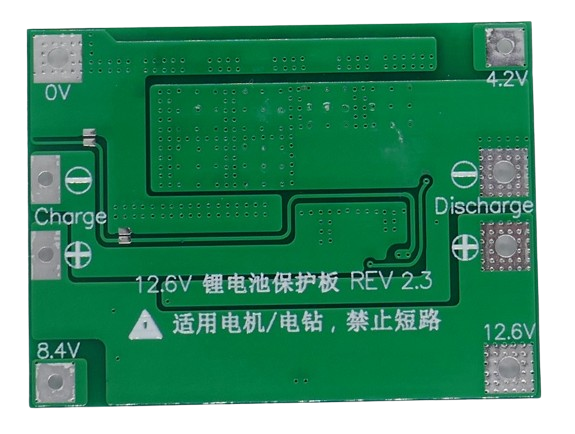 0V
4.2V
Charge
Discharge
12.6V 锂电池保护板 REV 2.3
适用电机/电钻，禁止短路
8.4V
12.6V